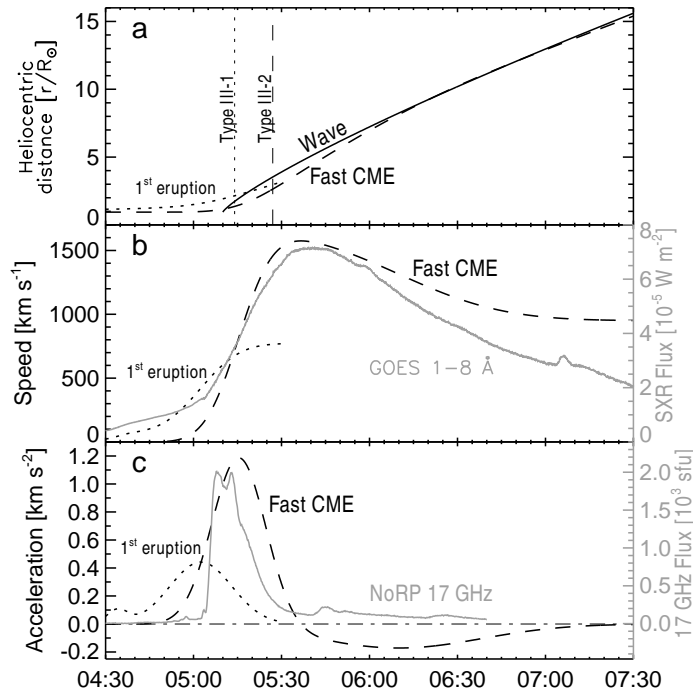 a
15
10
5
0
Heliocentric
distance [r/R☉]
Type III-1
Type III-2
Wave
Fast CME
1st eruption
b
1500
1000
500
0
Speed [km s-1]
Fast CME
1st eruption
GOES 1–8 Å
8
6
4
2
0
SXR Flux [10-5 W m-2]
c
1.2
1.0
0.8
0.6
0.4
0.2
0.0
-0.2
Acceleration [km s-2]
Fast CME
1st eruption
NoRP 17 GHz
2.0
1.5
1.0
0.5
0.0
17 GHz Flux [103 sfu]
04:30 05:00 05:30 06:00 06:30 07:00 07:30